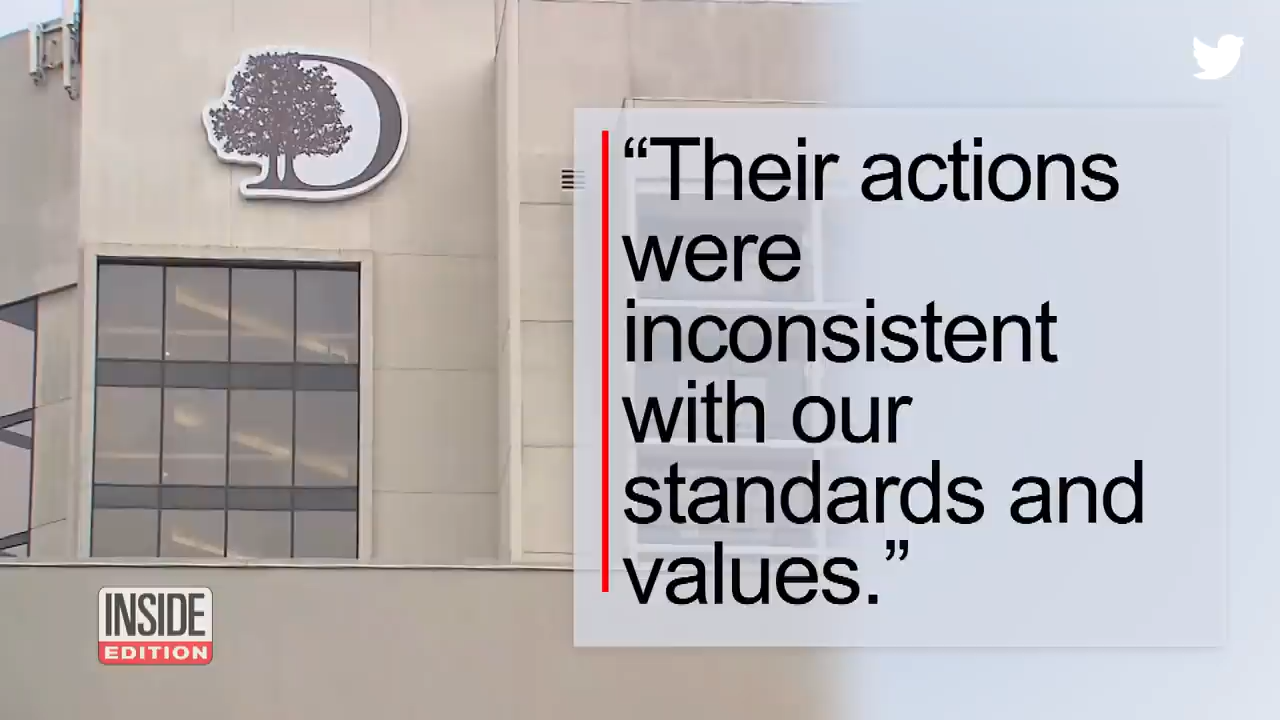 “Their actions
were
inconsistent
with our
standards and
values.”
D
INSIDE
EDITION